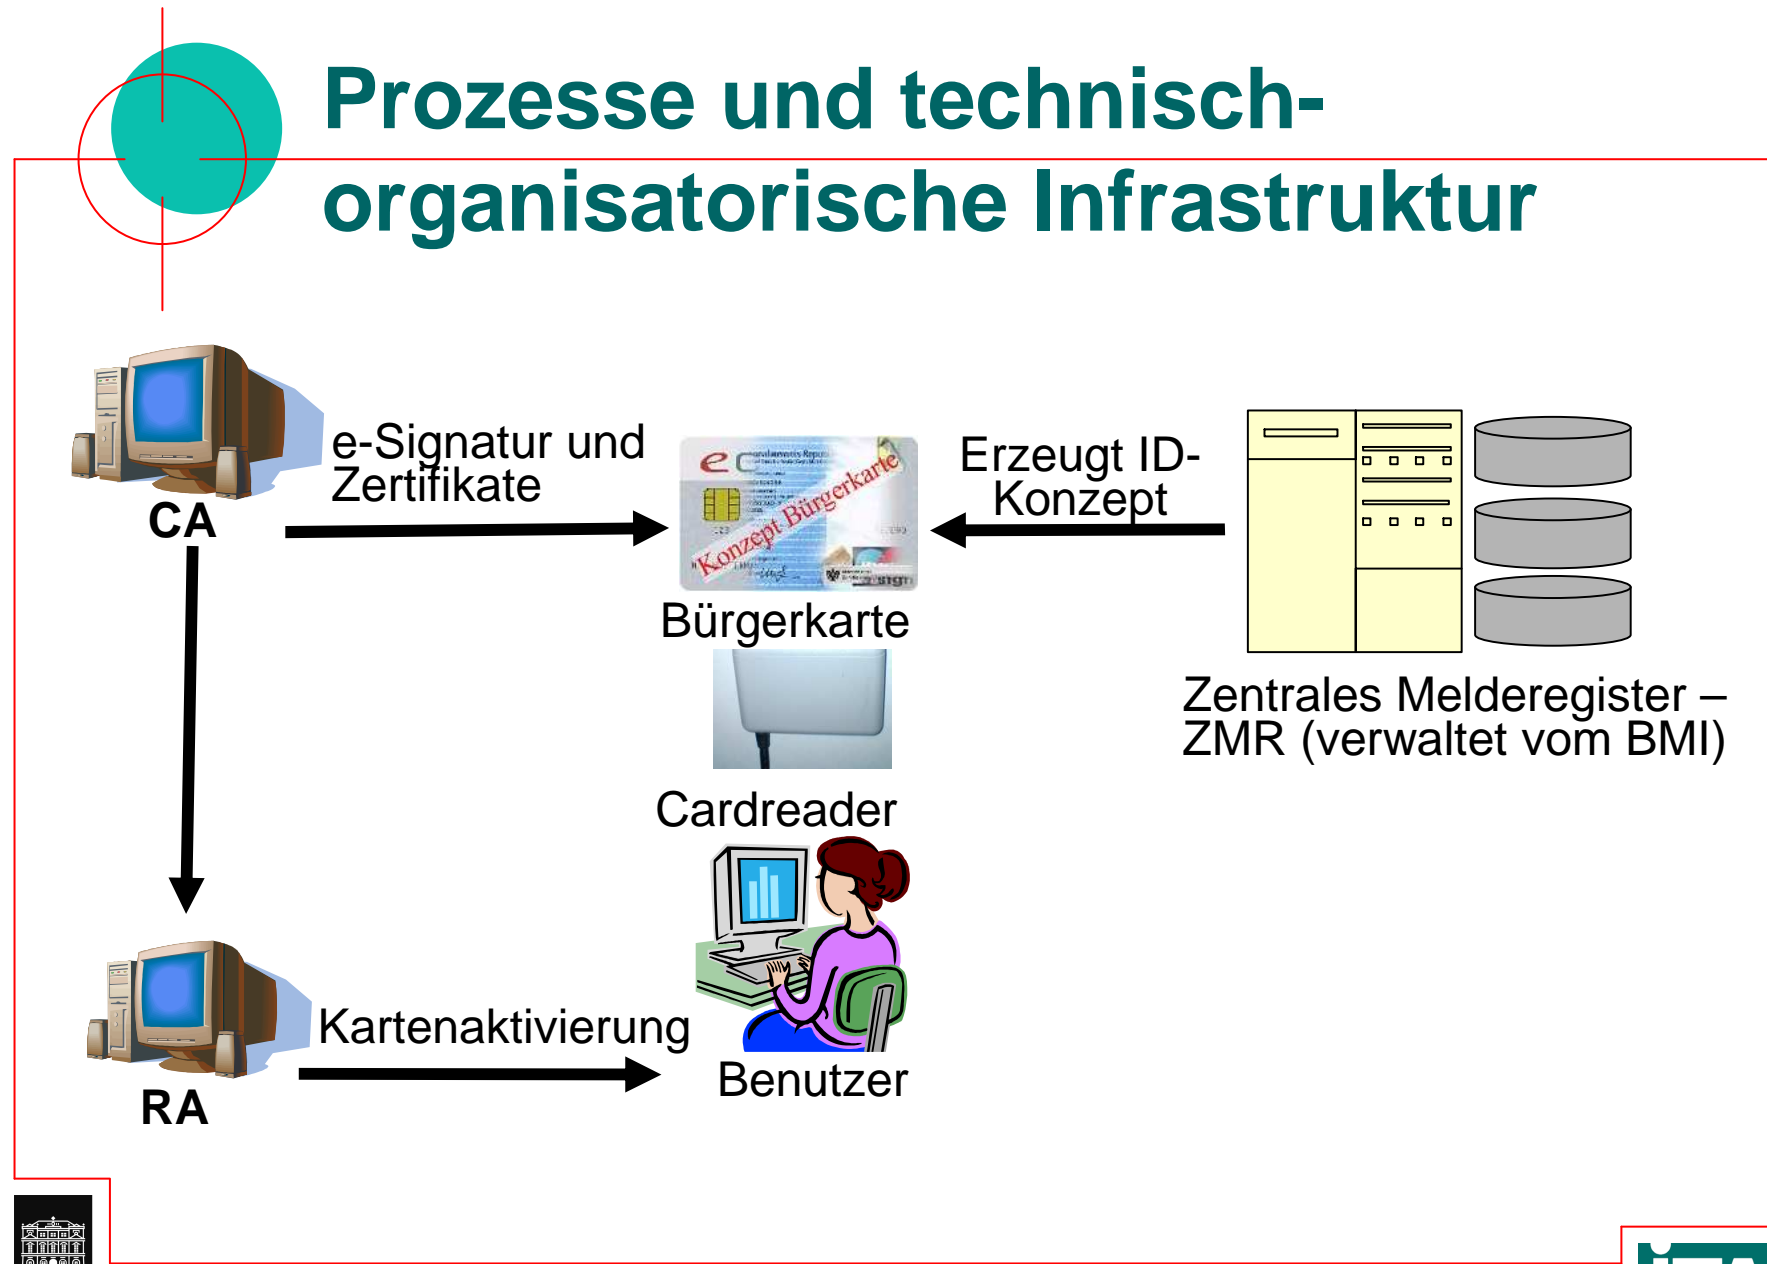 Prozesse und technisch-
organisatorische Infrastruktur
e-Signatur und
Zertifikate
CA
Konzept Bürgerkarte
sign
Bürgerkarte
Erzeugt ID-
Konzept
Zentrales Melderegister –
ZMR (verwaltet vom BMI)
Cardreader
Kartenaktivierung
RA
Benutzer